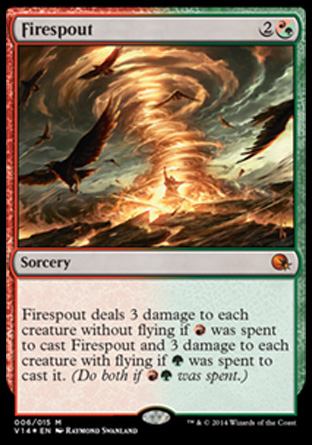 Firespout 2
Sorcery
Firespout deals 3 damage to each
creature without flying if was spent
to cast Firespout and 3 damage to each
creature with flying if was spent to
cast it. (Do both if was spent.)
006/015 M
V14★EN RAYMOND SWANLAND ™ & © 2014 Wizards of the Coast